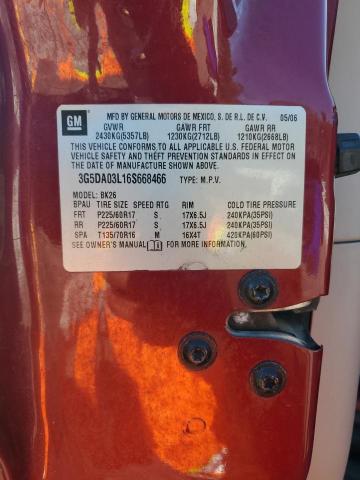 GM
MFD BY GENERAL MOTORS DE MEXICO, S. DE R.L. DE C.V. 05/06
GVWR GAWR FRT GAWR RR
2430KG(5357LB) 1230KG(2712LB) 1210KG(2668LB)
THIS VEHICLE CONFORMS TO ALL APPLICABLE U.S. FEDERAL
MOTOR VEHICLE SAFETY, BUMPER, AND THEFT PREVENTION
STANDARDS IN EFFECT ON THE DATE OF MANUFACTURE SHOWN ABOVE.
3G5DA03L16S668466 TYPE: M.P.V.
MODEL: BK26
BPAU TIRE SIZE SPEED RTG RIM COLD TIRE PRESSURE
FRT P225/60R17 S 17X6.5J 240KPA(35PSI)
RR P225/60R17 S 17X6.5J 240KPA(35PSI)
SPA T135/70R16 M 16X4T 420KPA(60PSI)
SEE OWNER'S MANUAL FOR MORE INFORMATION.